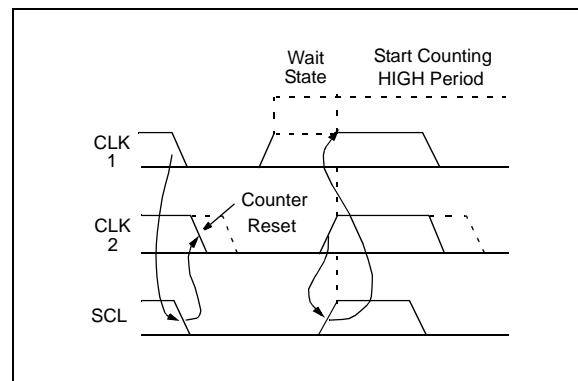 Wait
State
Start Counting
HIGH Period
CLK
1
Counter
Reset
CLK
2
SCL